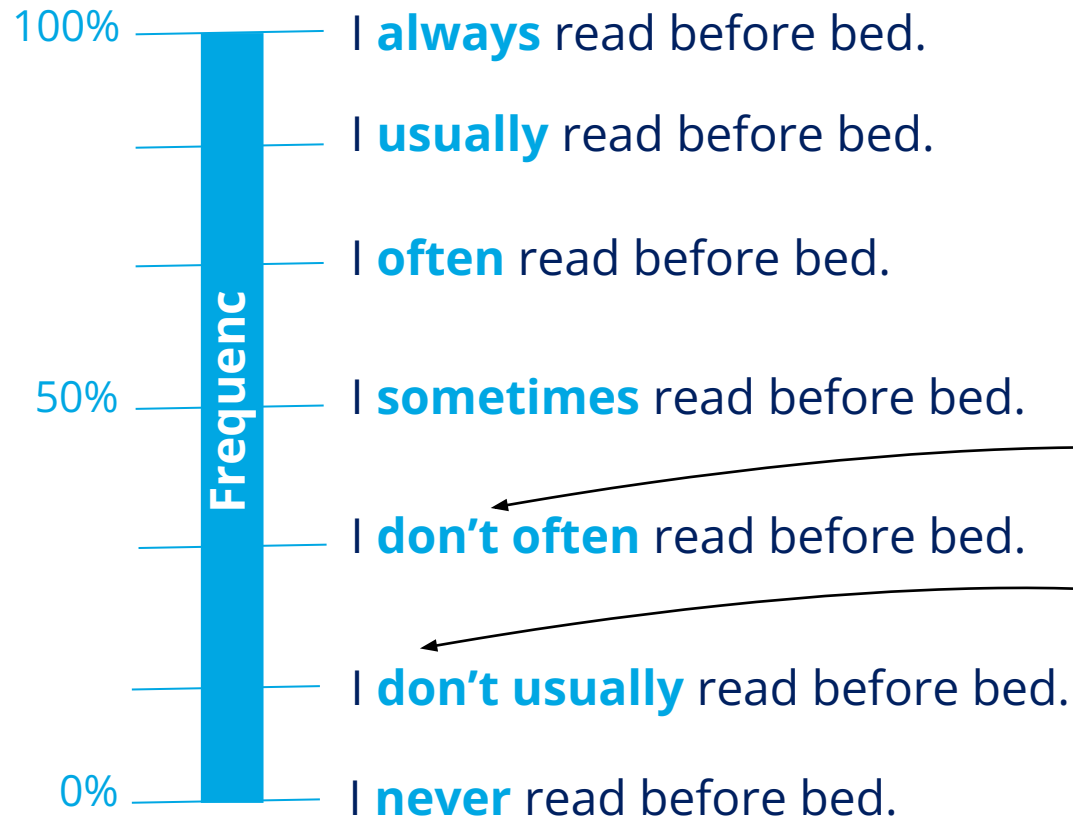 100%
I always read before bed.
I usually read before bed.
I often read before bed.
Frequenc
50%
I sometimes read before bed.
I don’t often read before bed.
I don’t usually read before bed.
0%
I never read before bed.